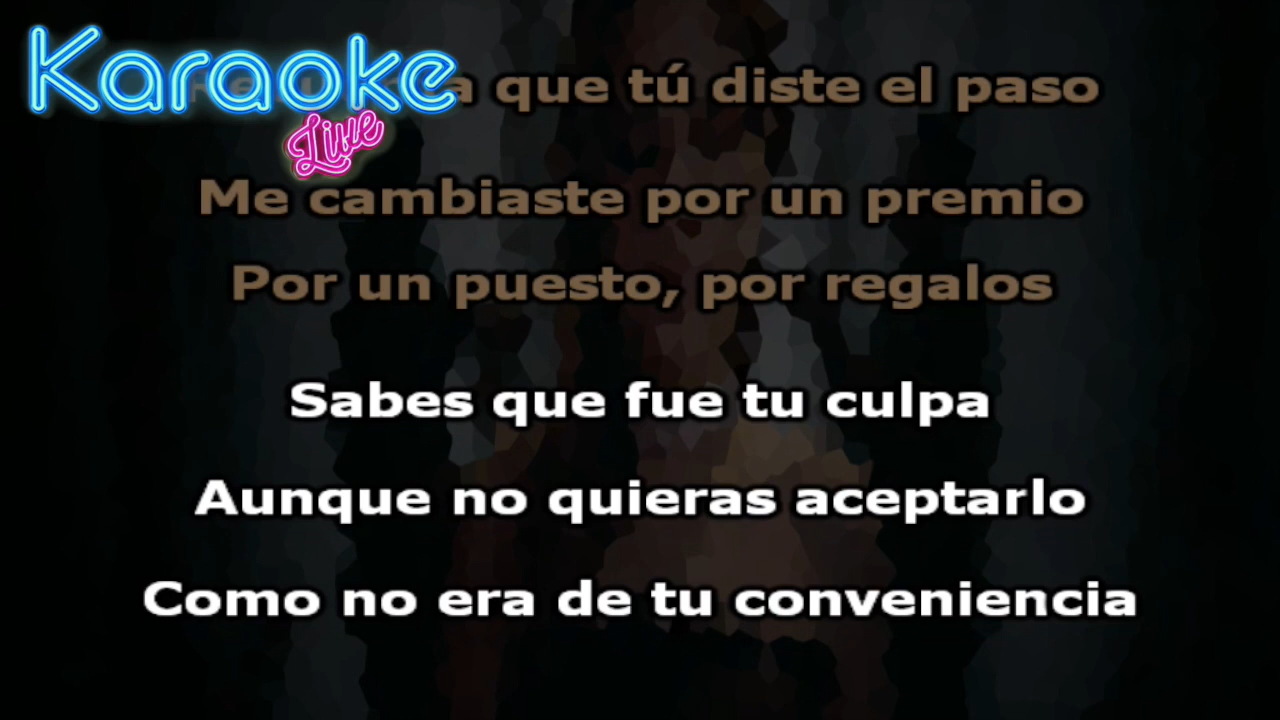 Karaoke
Live
que tú diste el paso
Me cambiaste por un premio
Por un puesto, por regalos
Sabes que fue tu culpa
Aunque no quieras aceptarlo
Como no era de tu conveniencia